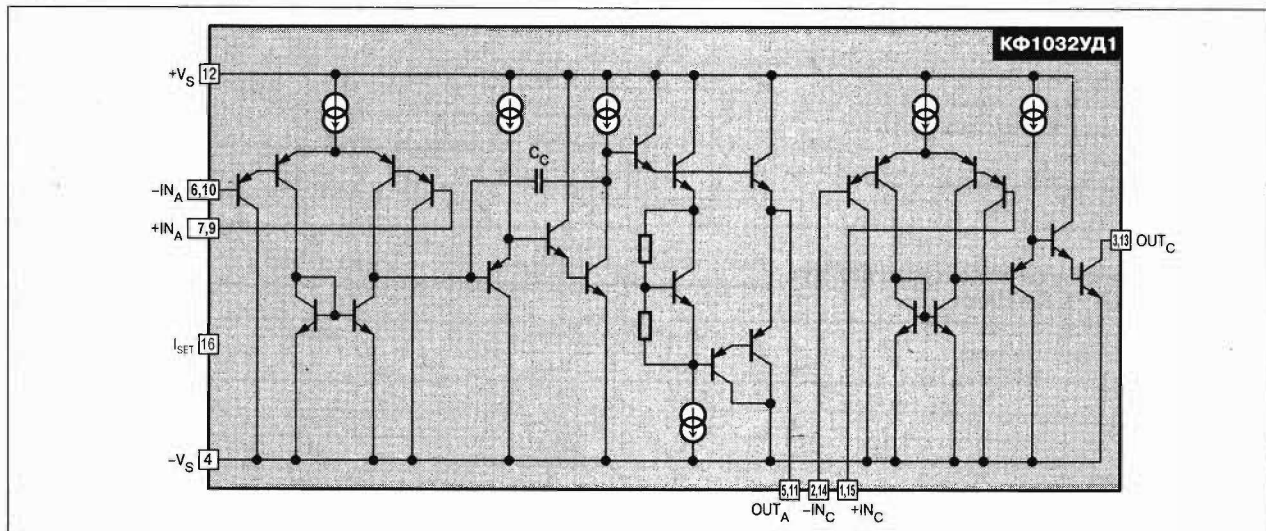 КФ1032УД1
+VS 12
CC
-INA 6,10
+INA 7,9
3,13 OUTC
ISET 16
-VS 4
5,11 2,14 1,15
OUTA -INC +INC